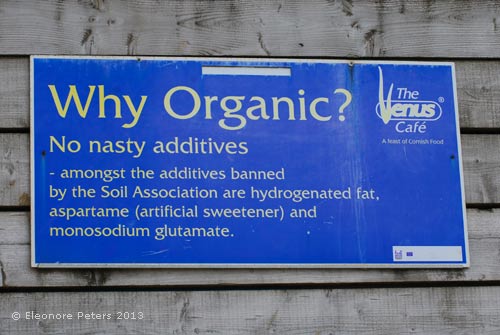 Why Organic?
The
Venus®
Café
A feast of Cornish Food
No nasty additives
- amongst the additives banned
by the Soil Association are hydrogenated fat,
aspartame (artificial sweetener) and
monosodium glutamate.
© Eleonore Peters 2013